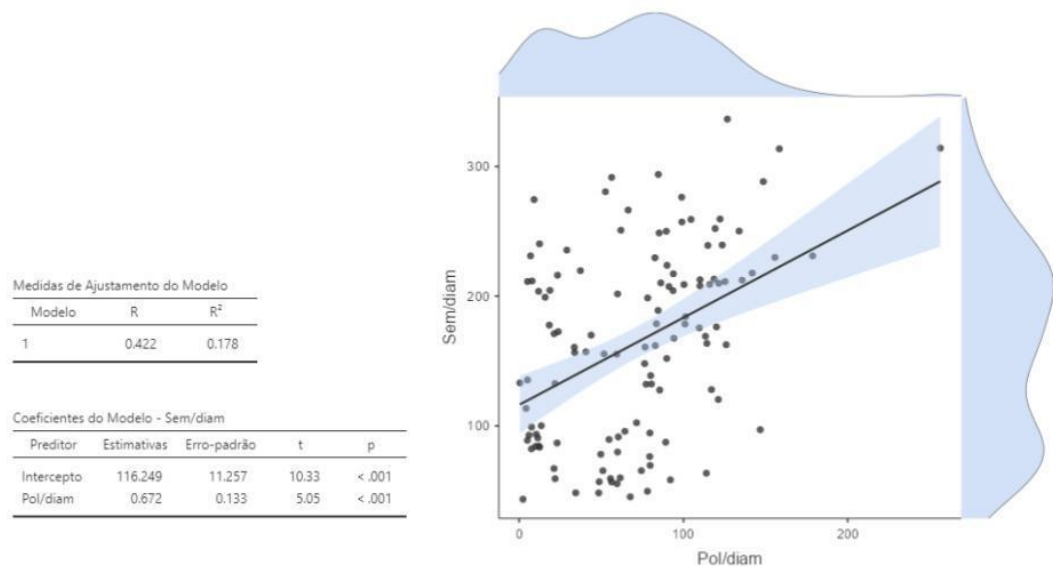 Medidas de Ajustamento do Modelo
Modelo R R²
1 0.422 0.178
Coeficientes do Modelo - Sem/diam
Preditor Estimativas Erro-padrão t p
Intercepto 116.249 11.257 10.33 < .001
Pol/diam 0.672 0.133 5.05 < .001
Sem/diam
300
200
100
0 100 200
Pol/diam